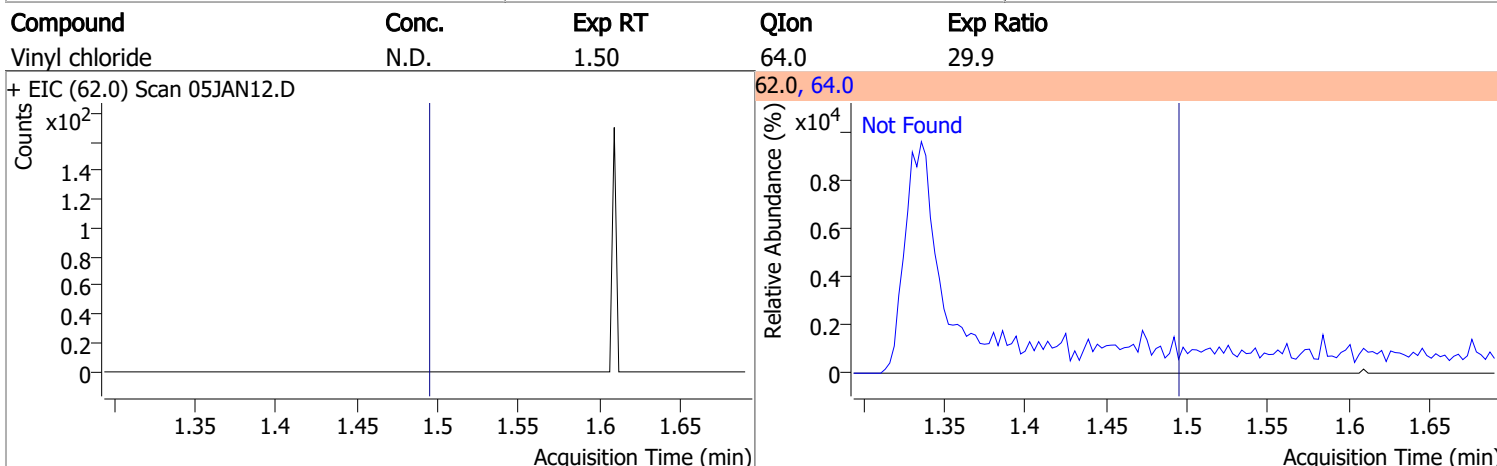 Compound Conc. Exp RT QIon Exp Ratio
Vinyl chloride N.D. 1.50 64.0 29.9
+ EIC (62.0) Scan 05JAN12.D
Counts
x10²
1.4
1.2
1
0.8
0.6
0.4
0.2
0
1.35 1.4 1.45 1.5 1.55 1.6 1.65
Acquisition Time (min)
62.0, 64.0
Relative Abundance (%)
x10⁴
Not Found
0.8
0.6
0.4
0.2
0
1.35 1.4 1.45 1.5 1.55 1.6 1.65
Acquisition Time (min)